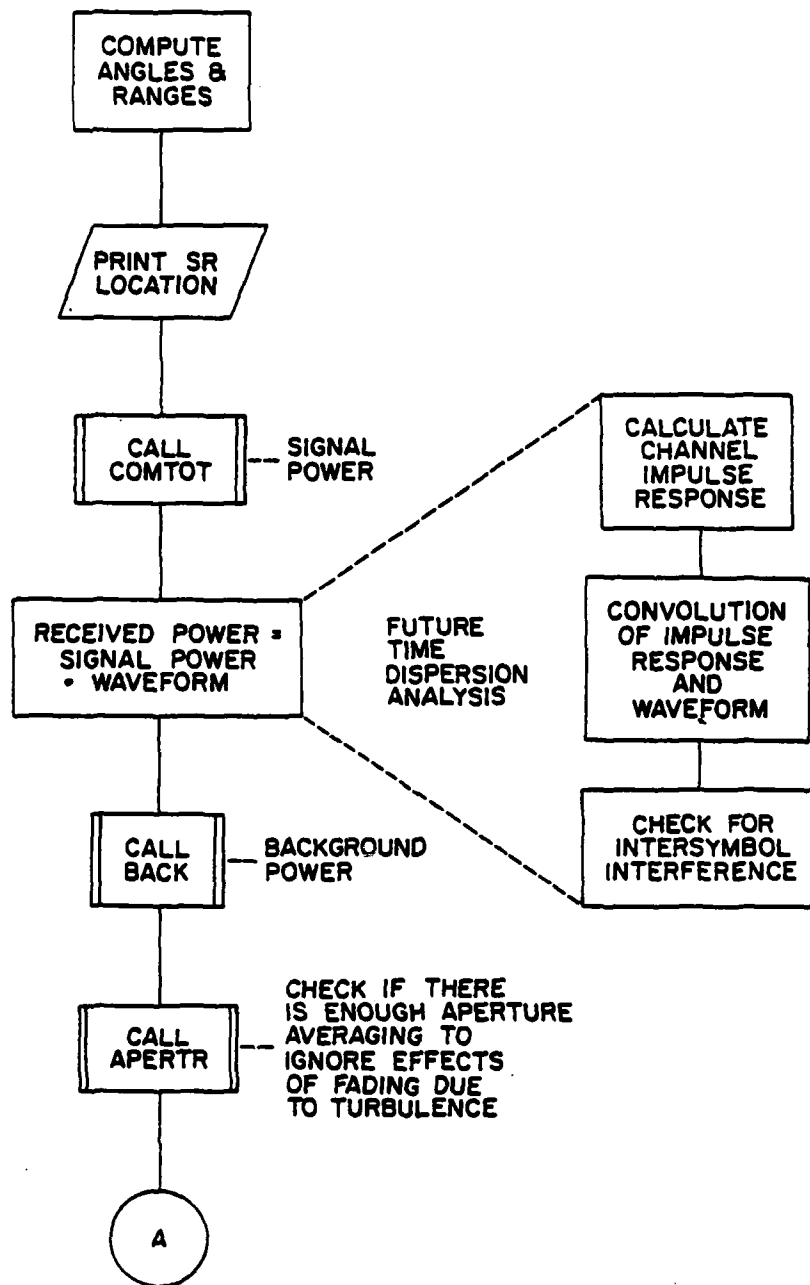 COMPUTE
ANGLES &
RANGES
PRINT SR
LOCATION
CALL
COMTOT
SIGNAL
POWER
RECEIVED POWER =
SIGNAL POWER
• WAVEFORM
FUTURE
TIME
DISPERSION
ANALYSIS
CALCULATE
CHANNEL
IMPULSE
RESPONSE
CONVOLUTION
OF IMPULSE
RESPONSE
AND
WAVEFORM
CHECK FOR
INTERSYMBOL
INTERFERENCE
CALL
BACK
BACKGROUND
POWER
CALL
APERTR
CHECK IF THERE
IS ENOUGH APERTURE
AVERAGING TO
IGNORE EFFECTS
OF FADING DUE
TO TURBULENCE
A